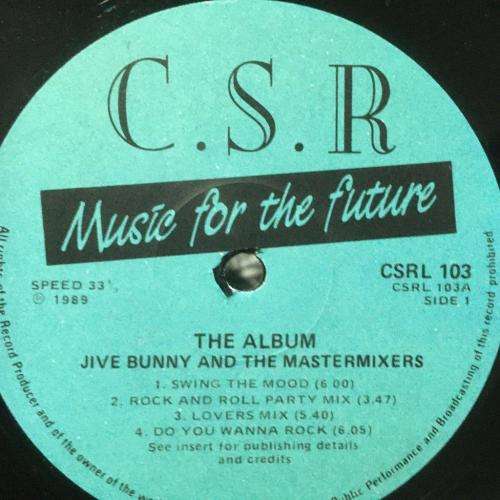 C.S.R
Music for the future
SPEED 33⅓
℗ 1989
CSRL 103
CSRL 103A
SIDE 1
THE ALBUM
JIVE BUNNY AND THE MASTERMIXERS
1. SWING THE MOOD (6 00)
2. ROCK AND ROLL PARTY MIX (3.47)
3. LOVERS MIX (5.40)
4. DO YOU WANNA ROCK (6.05)
See insert for publishing details
and credits
All rights of the Record Producer and of the owner of the
Public Performance and Broadcasting of this record prohibited